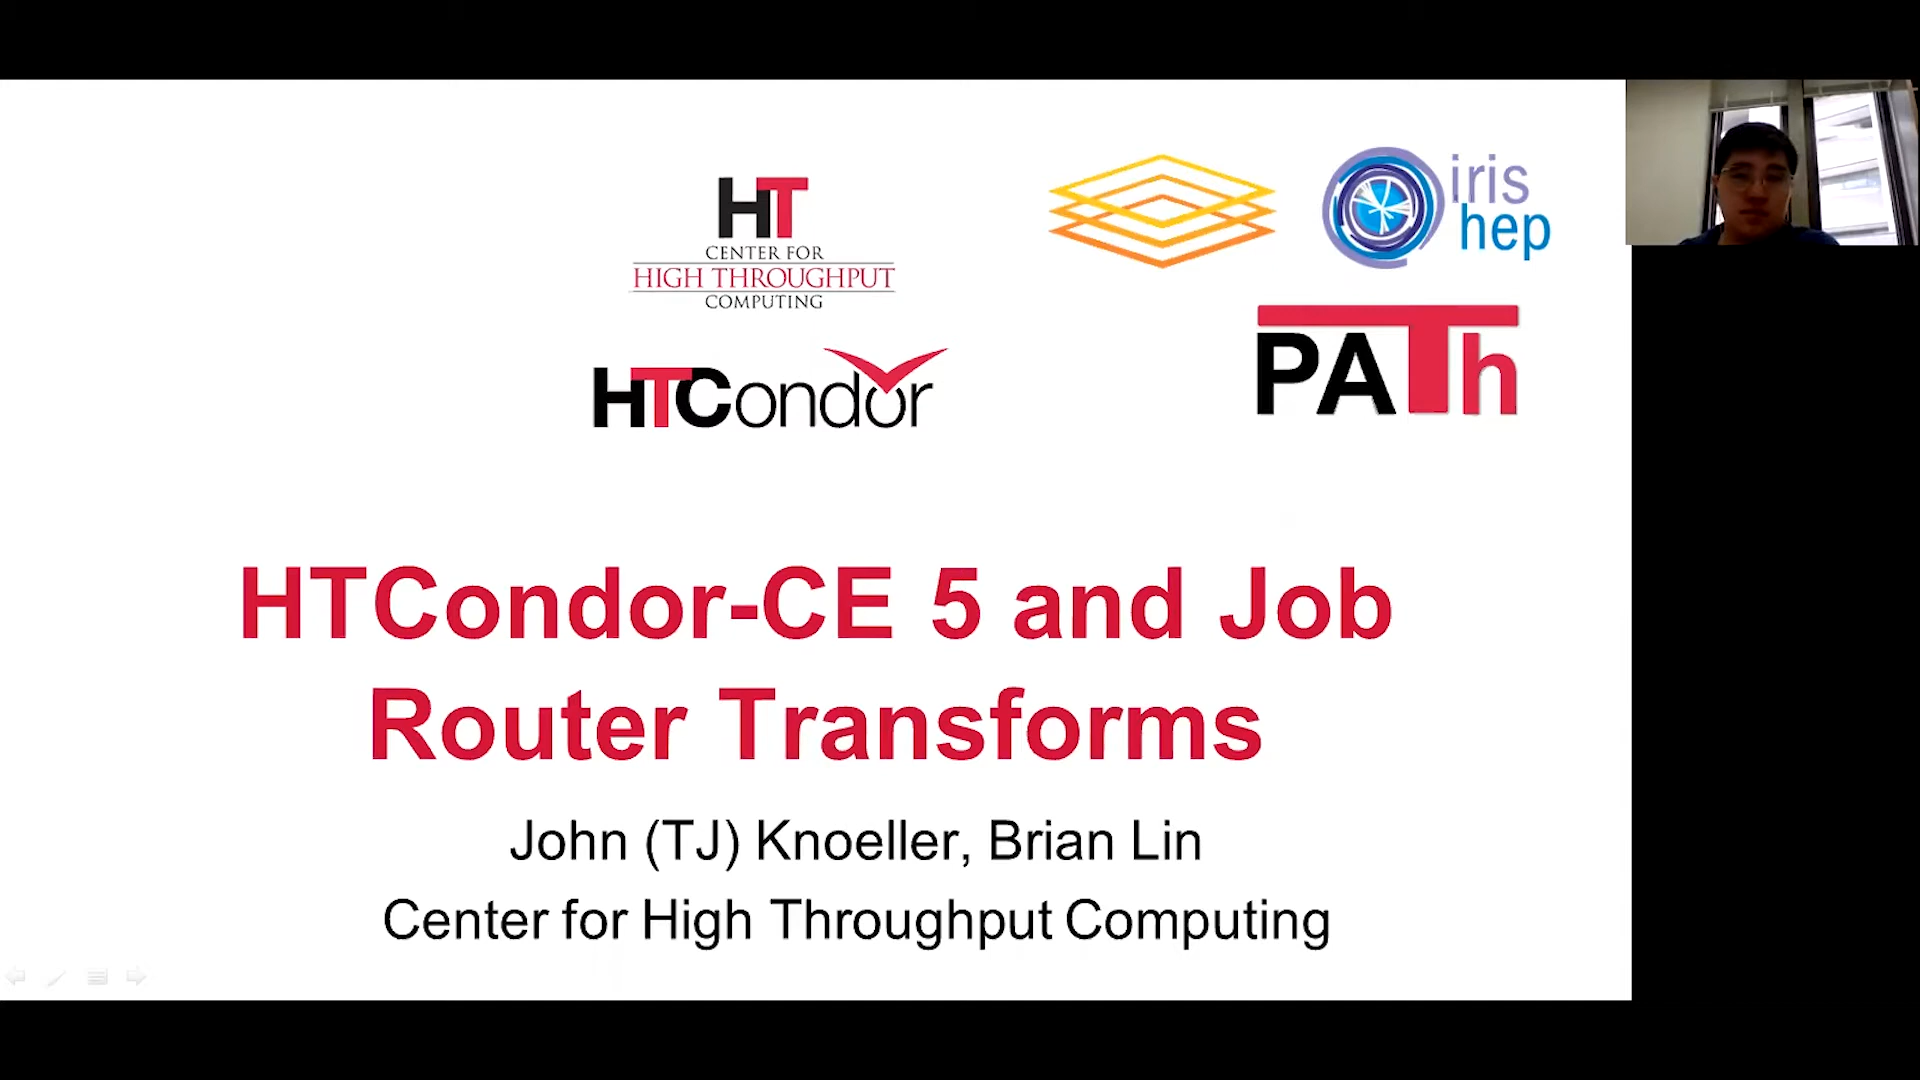 HT
CENTER FOR
HIGH THROUGHPUT
COMPUTING
iris
hep
HTCondor
PATh
HTCondor-CE 5 and Job
Router Transforms
John (TJ) Knoeller, Brian Lin
Center for High Throughput Computing